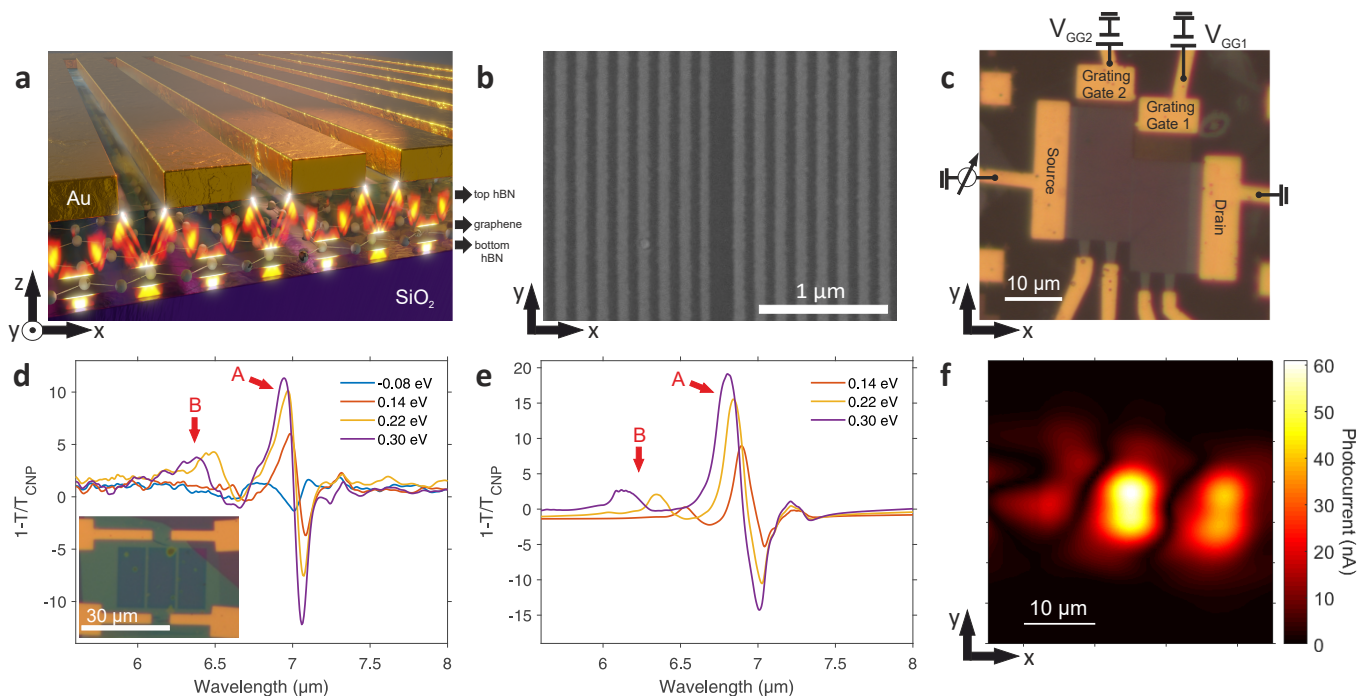 a
Au
top hBN
graphene
bottom
hBN
SiO2
z
y
x
b
1 µm
y
x
c
VGG2
VGG1
Grating
Gate 2
Grating
Gate 1
Source
Drain
10 µm
y
x
d
1-T/TCNP
10
5
0
-5
-10
A
B
-0.08 eV
0.14 eV
0.22 eV
0.30 eV
30 µm
6
6.5
7
7.5
8
Wavelength (µm)
e
1-T/TCNP
20
15
10
5
0
-5
-10
-15
A
B
0.14 eV
0.22 eV
0.30 eV
6
6.5
7
7.5
8
Wavelength (µm)
f
10 µm
y
x
60
50
40
30
20
10
0
Photocurrent (nA)